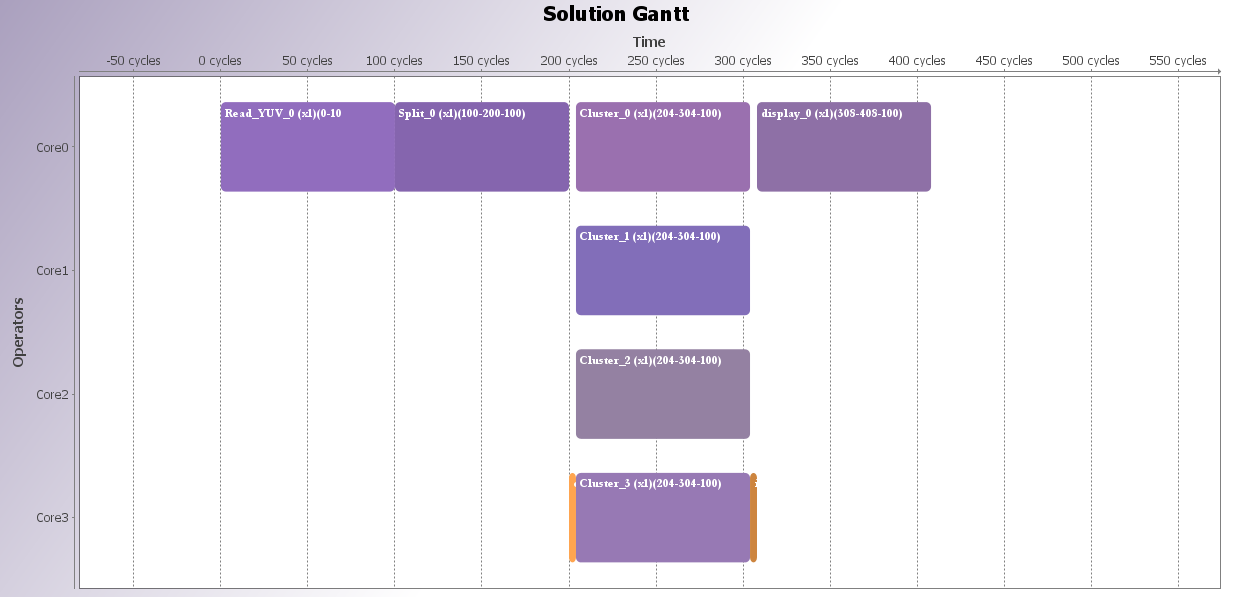 Solution Gantt
Time
-50 cycles 0 cycles 50 cycles 100 cycles 150 cycles 200 cycles 250 cycles 300 cycles 350 cycles 400 cycles 450 cycles 500 cycles 550 cycles
Operators
Core0
Read_YUV_0 (x1)(0-10
Split_0 (x1)(100-200-100)
Cluster_0 (x1)(204-304-100)
display_0 (x1)(308-408-100)
Core1
Cluster_1 (x1)(204-304-100)
Core2
Cluster_2 (x1)(204-304-100)
Core3
Cluster_3 (x1)(204-304-100)